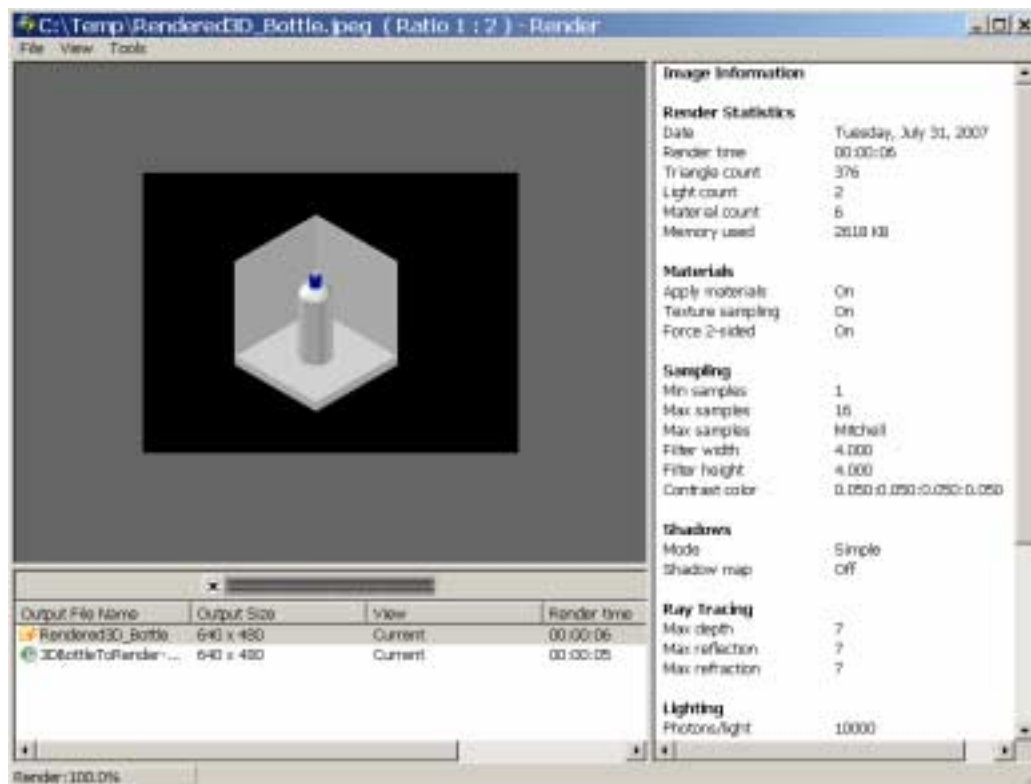 C:\Temp\Rendered3D_Bottle.jpeg ( Ratio 1 : 2 ) - Render
File View Tools
Image Information
Render Statistics
Date Tuesday, July 31, 2007
Render time 00:00:06
Triangle count 376
Light count 2
Material count 6
Memory used 2618 KB
Materials
Apply materials On
Texture sampling On
Force 2-sided On
Sampling
Min samples 1
Max samples 16
Max samples Mitchell
Filter width 4.000
Filter height 4.000
Contrast color 0.050:0.050:0.050:0.050
Shadows
Mode Simple
Shadow map Off
Ray Tracing
Max depth 7
Max reflection 7
Max refraction 7
Lighting
Photons/light 10000
Output File Name Output Size View Render time
Rendered3D_Bottle 640 x 480 Current 00:00:06
3DBottleToRender-... 640 x 480 Current 00:00:05
Render:100.0%